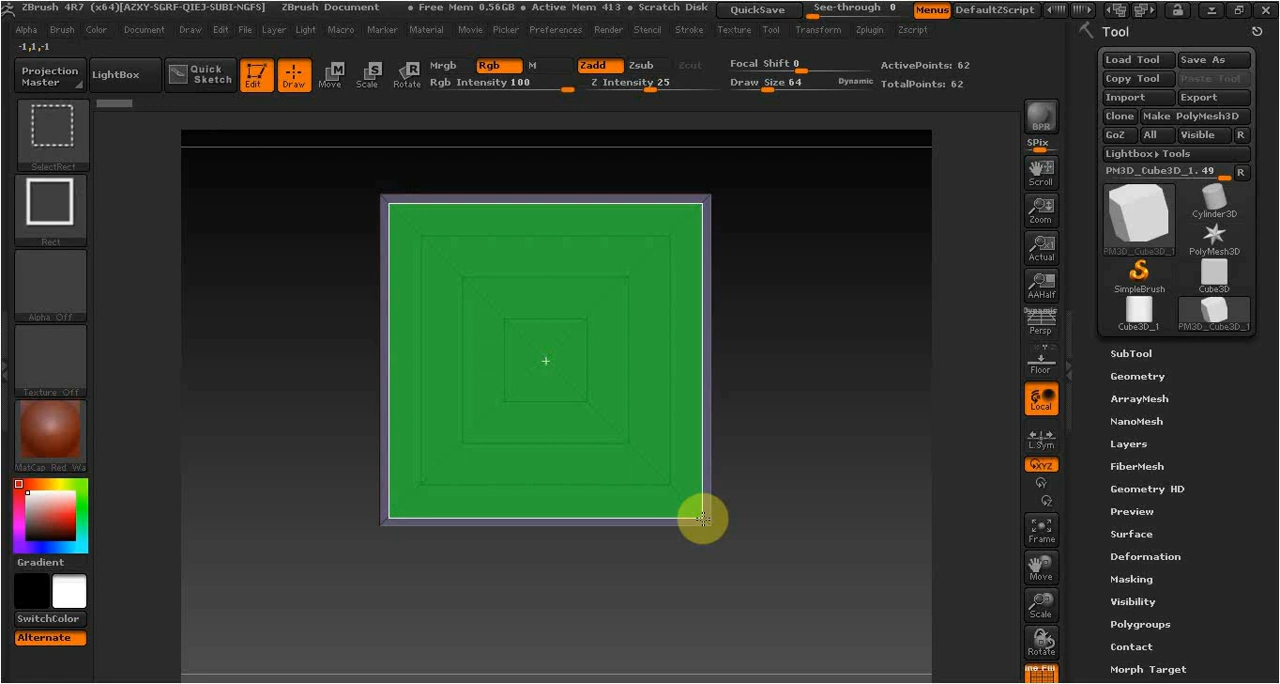 ZBrush 4R7 (x64)[AZXY-SGRF-QIEJ-SUBI-NGFS] ZBrush Document • Free Mem 0.56GB • Active Mem 413 • Scratch Disk QuickSave See-through 0 Menus DefaultZScript
Alpha Brush Color Document Draw Edit File Layer Light Macro Marker Material Movie Picker Preferences Render Stencil Stroke Texture Tool Transform Zplugin Zscript
-1,1,-1
Projection Master
LightBox
Quick Sketch
Edit
Draw
Move
Scale
Rotate
Mrgb Rgb M
Rgb Intensity 100
Zadd Zsub Zcut
Z Intensity 25
Focal Shift 0
Draw Size 64 Dynamic
ActivePoints: 62
TotalPoints: 62
SelectRect
Rect
Alpha Off
Texture Off
MatCap Red Wa
Gradient
SwitchColor
Alternate
BPR
SPix
Scroll
Zoom
Actual
AAHalf
Dynamic
Persp
Floor
Local
L.Sym
XYZ
Y
Z
Frame
Move
Scale
Rotate
Tool
Load Tool Save As
Copy Tool Paste Tool
Import Export
Clone Make PolyMesh3D
GoZ All Visible R
Lightbox▸Tools
PM3D_Cube3D_1. 49 R
PM3D_Cube3D_1
Cylinder3D
PolyMesh3D
SimpleBrush Cube3D
Cube3D_1 PM3D_Cube3D_1
SubTool
Geometry
ArrayMesh
NanoMesh
Layers
FiberMesh
Geometry HD
Preview
Surface
Deformation
Masking
Visibility
Polygroups
Contact
Morph Target